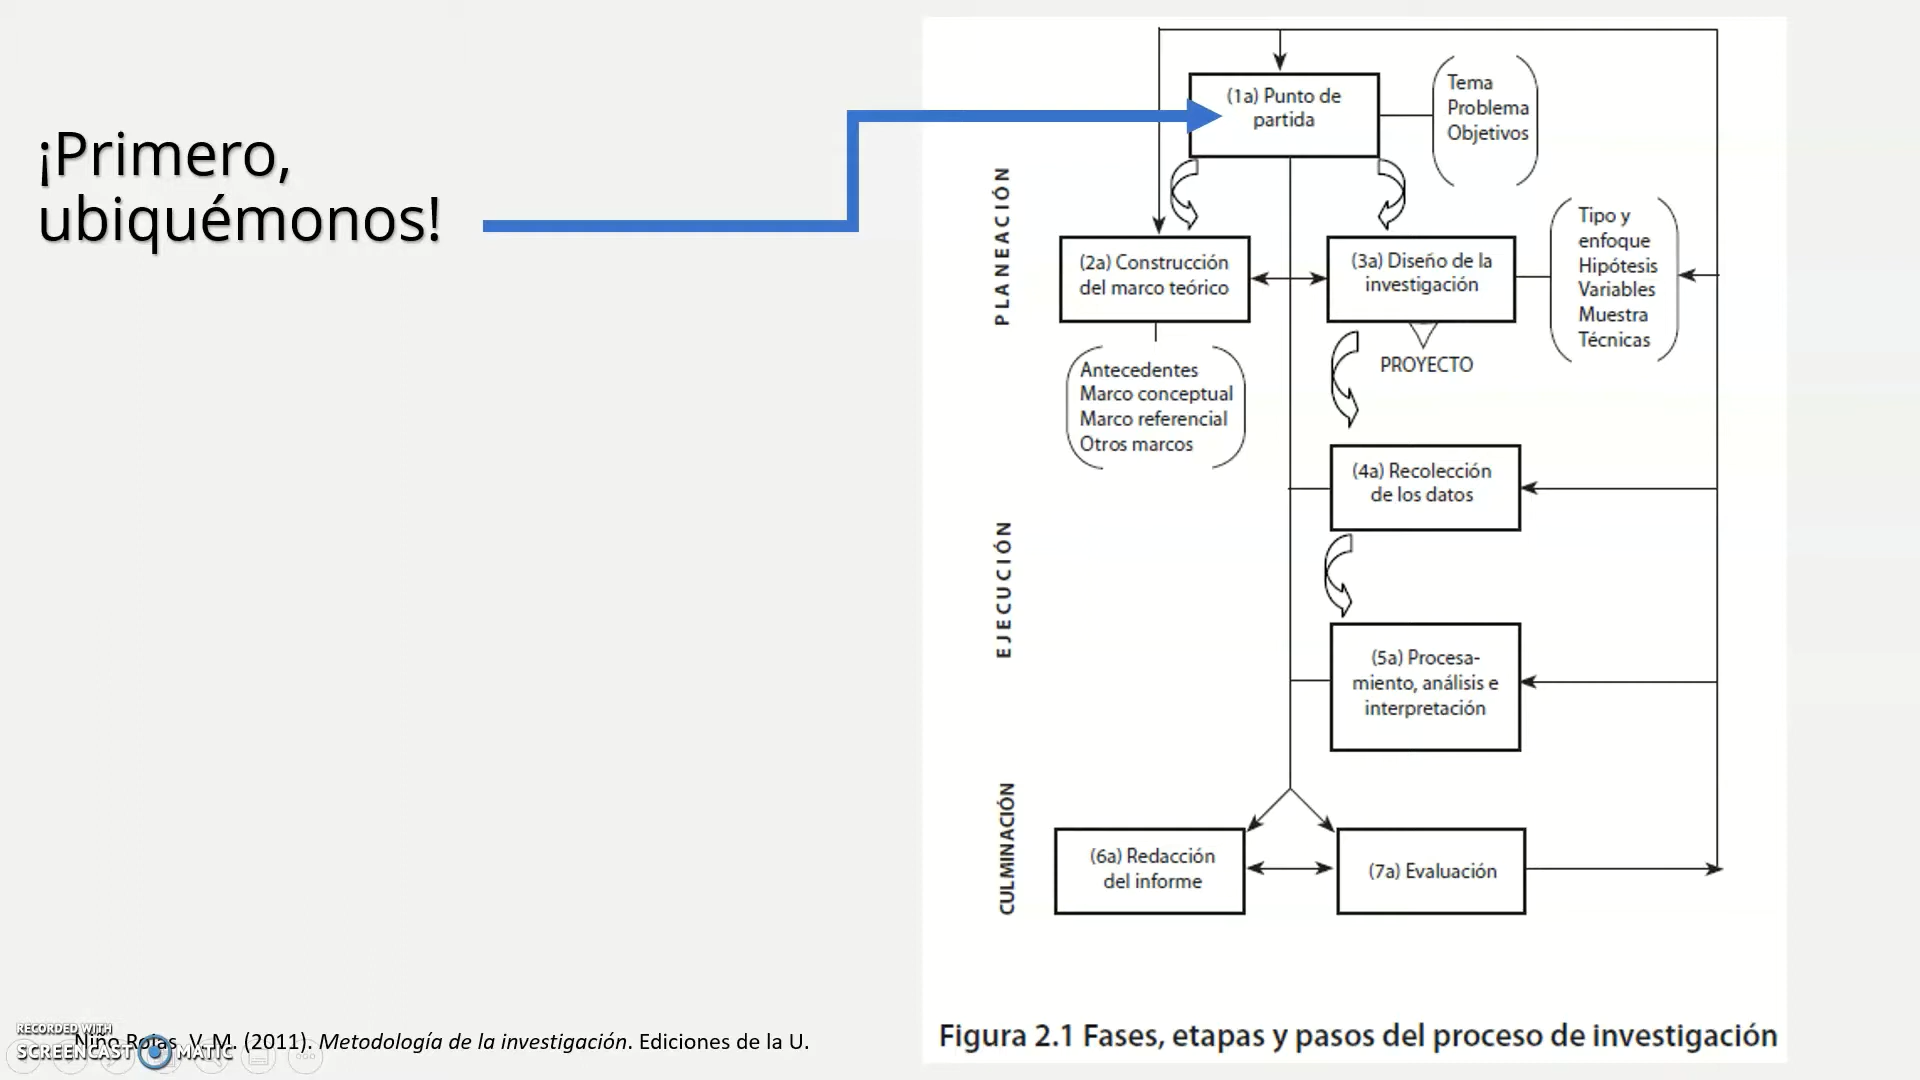 ¡Primero,
ubiquémonos!
(1a) Punto de
partida
Tema
Problema
Objetivos
PLANEACIÓN
(2a) Construcción
del marco teórico
(3a) Diseño de la
investigación
Tipo y
enfoque
Hipótesis
Variables
Muestra
Técnicas
PROYECTO
Antecedentes
Marco conceptual
Marco referencial
Otros marcos
(4a) Recolección
de los datos
EJECUCIÓN
(5a) Procesa-
miento, análisis e
interpretación
CULMINACIÓN
(6a) Redacción
del informe
(7a) Evaluación
Figura 2.1 Fases, etapas y pasos del proceso de investigación
Niño Rojas, V. M. (2011). Metodología de la investigación. Ediciones de la U.
RECORDED WITH
SCREENCAST MATIC